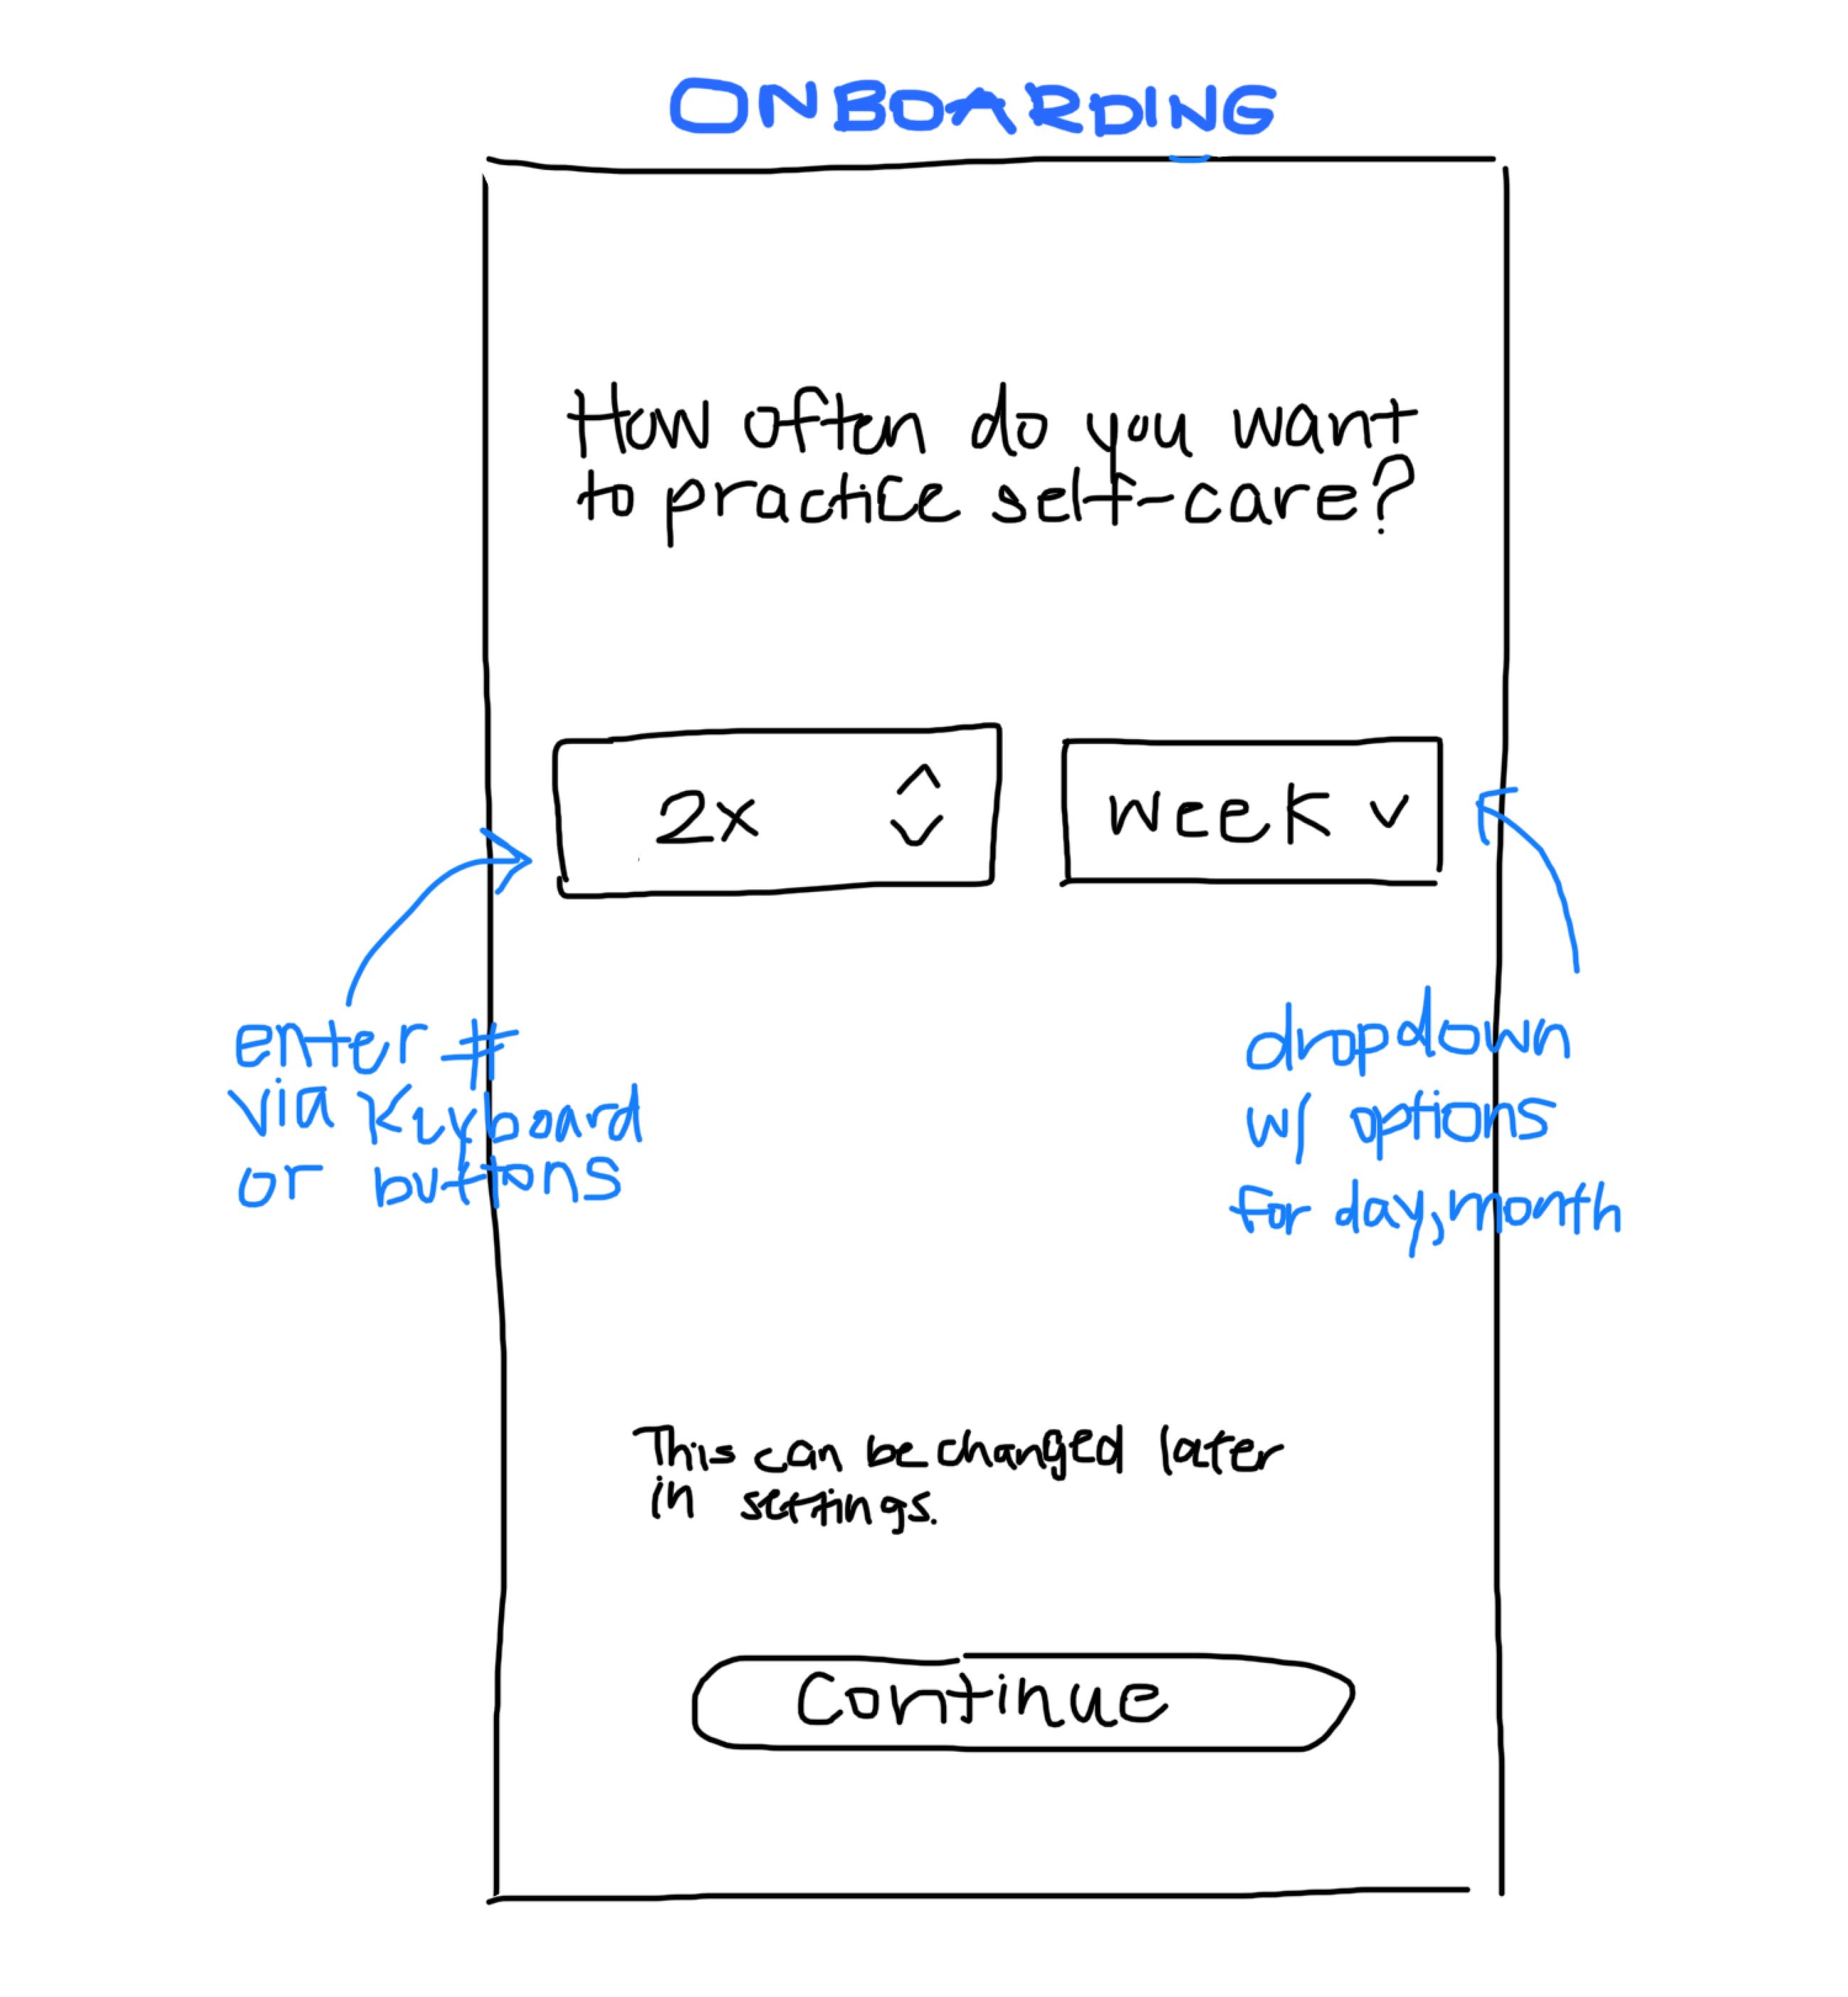 ONBOARDING
How often do you want
to practice self-care?
2x
week
enter #
via keyboard
or buttons
dropdown
w/ options
for day, month
This can be changed later
in settings.
Continue